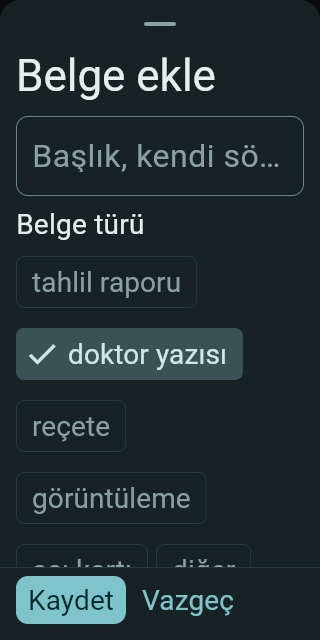 Belge ekle
Başlık, kendi sö...
Belge türü
tahlil raporu
doktor yazısı
reçete
görüntüleme
Kaydet Vazgeç